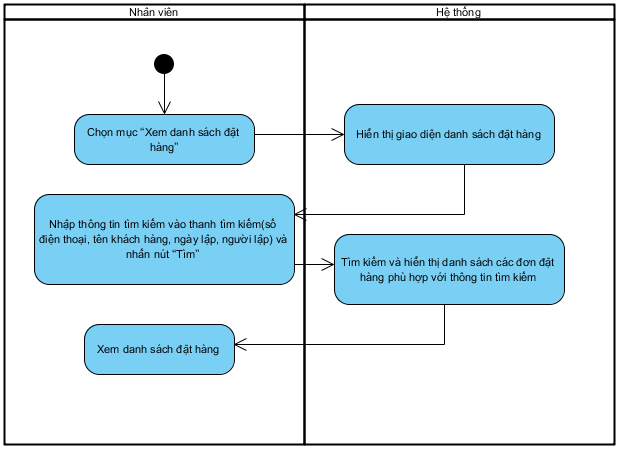 Nhân viên
Hệ thống
Chọn mục "Xem danh sách đặt
hàng"
Hiển thị giao diện danh sách đặt hàng
Nhập thông tin tìm kiếm vào thanh tìm kiếm(số
điện thoại, tên khách hàng, ngày lập, người lập) và
nhấn nút "Tìm"
Tìm kiếm và hiển thị danh sách các đơn đặt
hàng phù hợp với thông tin tìm kiếm
Xem danh sách đặt hàng